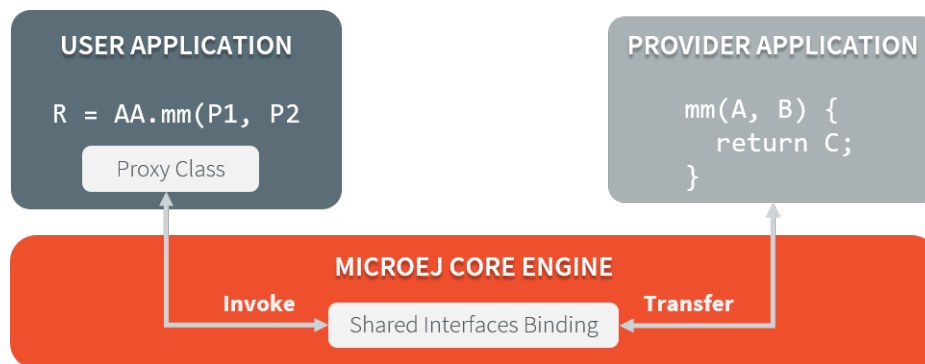 USER APPLICATION
R = AA.mm(P1, P2
Proxy Class
PROVIDER APPLICATION
mm(A, B) {
return C;
}
MICROEJ CORE ENGINE
Invoke
Shared Interfaces Binding
Transfer